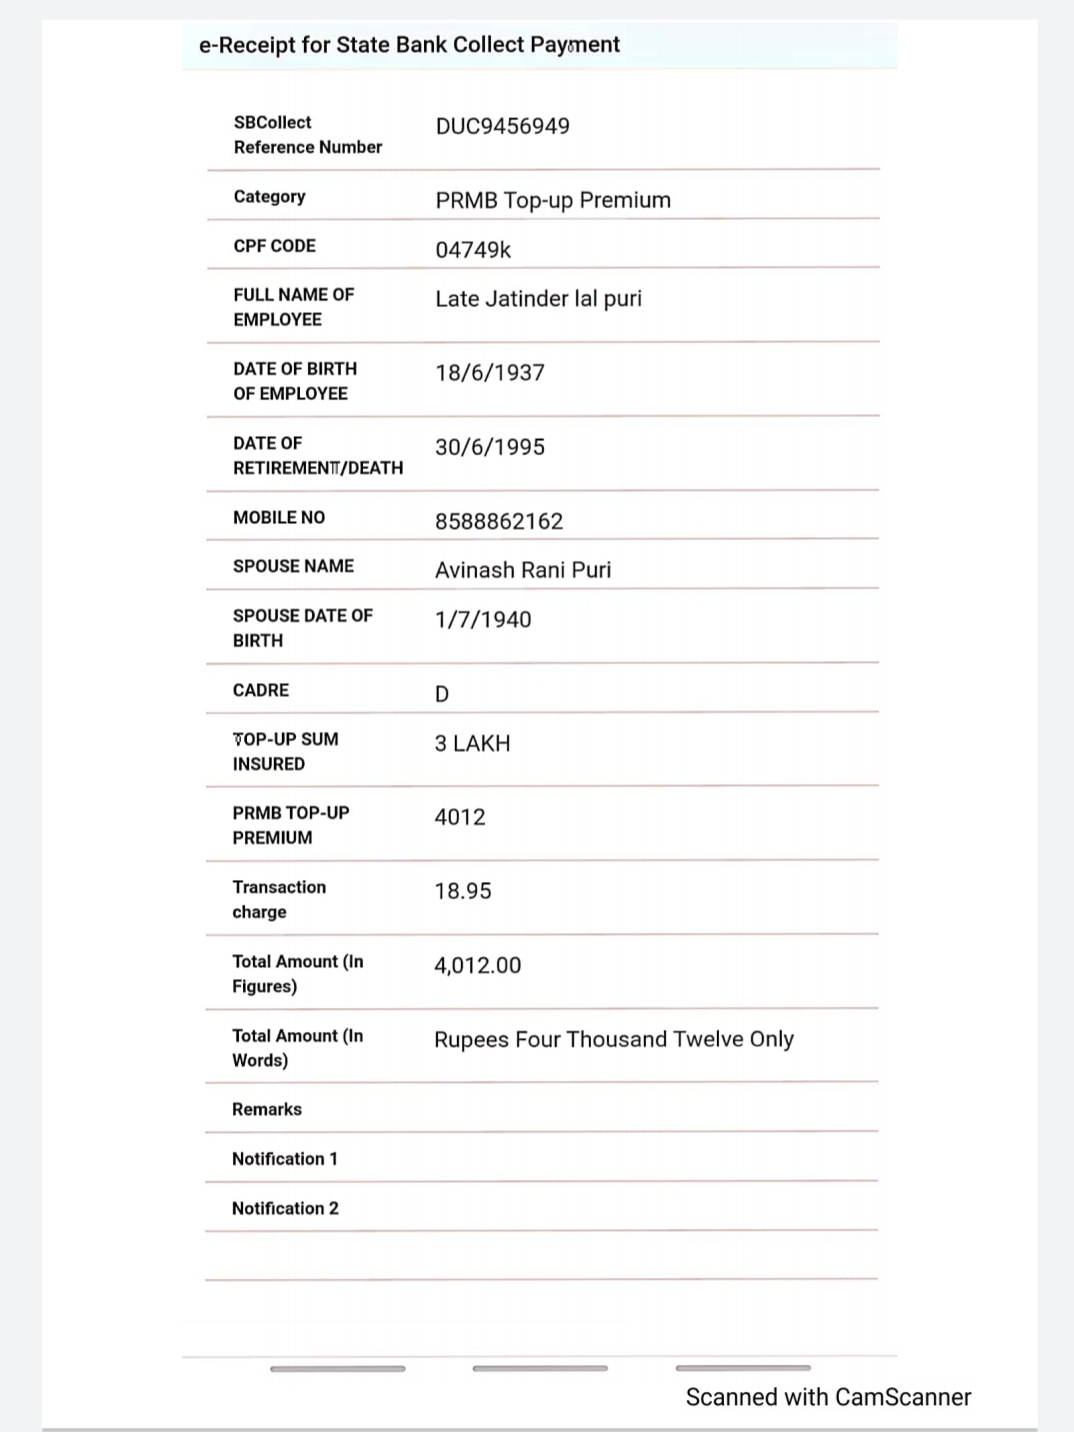 e-Receipt for State Bank Collect Payment
SBCollect
Reference Number
DUC9456949
Category
PRMB Top-up Premium
CPF CODE
04749k
FULL NAME OF
EMPLOYEE
Late Jatinder lal puri
DATE OF BIRTH
OF EMPLOYEE
18/6/1937
DATE OF
RETIREMENT/DEATH
30/6/1995
MOBILE NO
8588862162
SPOUSE NAME
Avinash Rani Puri
SPOUSE DATE OF
BIRTH
1/7/1940
CADRE
D
TOP-UP SUM
INSURED
3 LAKH
PRMB TOP-UP
PREMIUM
4012
Transaction
charge
18.95
Total Amount (In
Figures)
4,012.00
Total Amount (In
Words)
Rupees Four Thousand Twelve Only
Remarks
Notification 1
Notification 2
Scanned with CamScanner